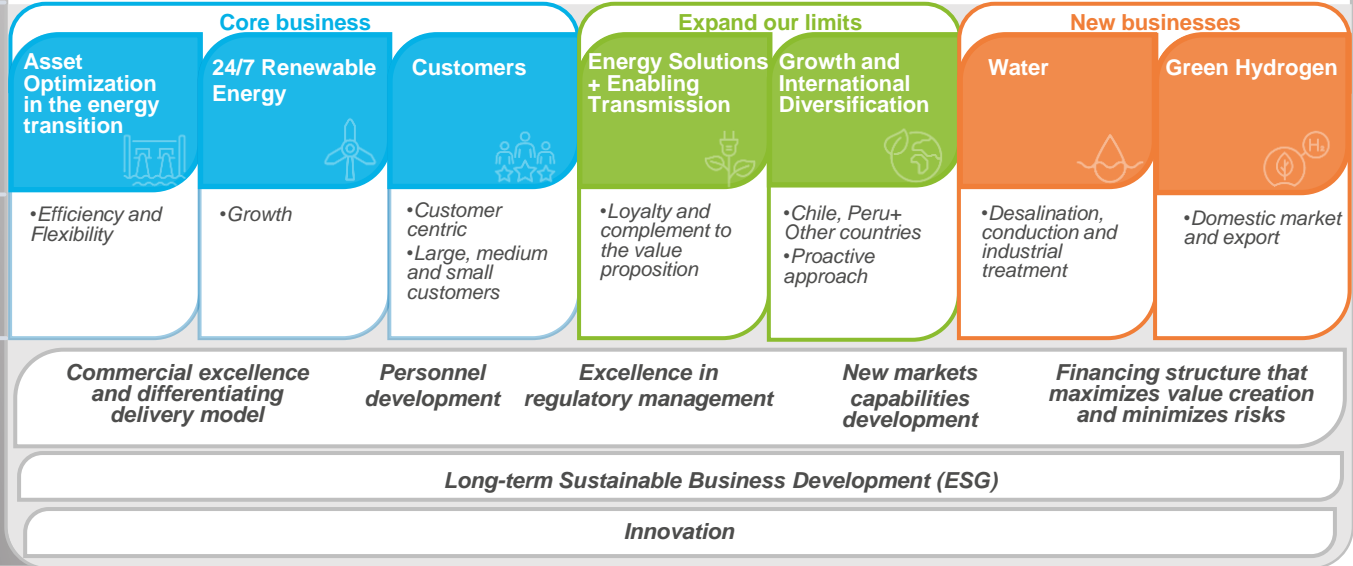 Core business
Expand our limits
New businesses
Asset
Optimization
in the energy
transition
24/7 Renewable
Energy
Customers
Energy Solutions
+ Enabling
Transmission
Growth and
International
Diversification
Water
Green Hydrogen
H₂
•Efficiency and
Flexibility
•Growth
•Customer
centric
•Large, medium
and small
customers
•Loyalty and
complement to
the value
proposition
•Chile, Peru+
Other countries
•Proactive
approach
•Desalination,
conduction and
industrial
treatment
•Domestic market
and export
Commercial excellence
and differentiating
delivery model
Personnel
development
Excellence in
regulatory management
New markets
capabilities
development
Financing structure that
maximizes value creation
and minimizes risks
Long-term Sustainable Business Development (ESG)
Innovation